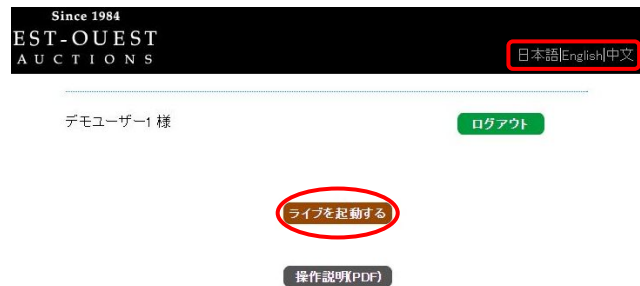 Since 1984
EST-OUEST
AUCTIONS
日本語|English|中文
デモユーザー1 様
ログアウト
ライブを起動する
操作説明(PDF)